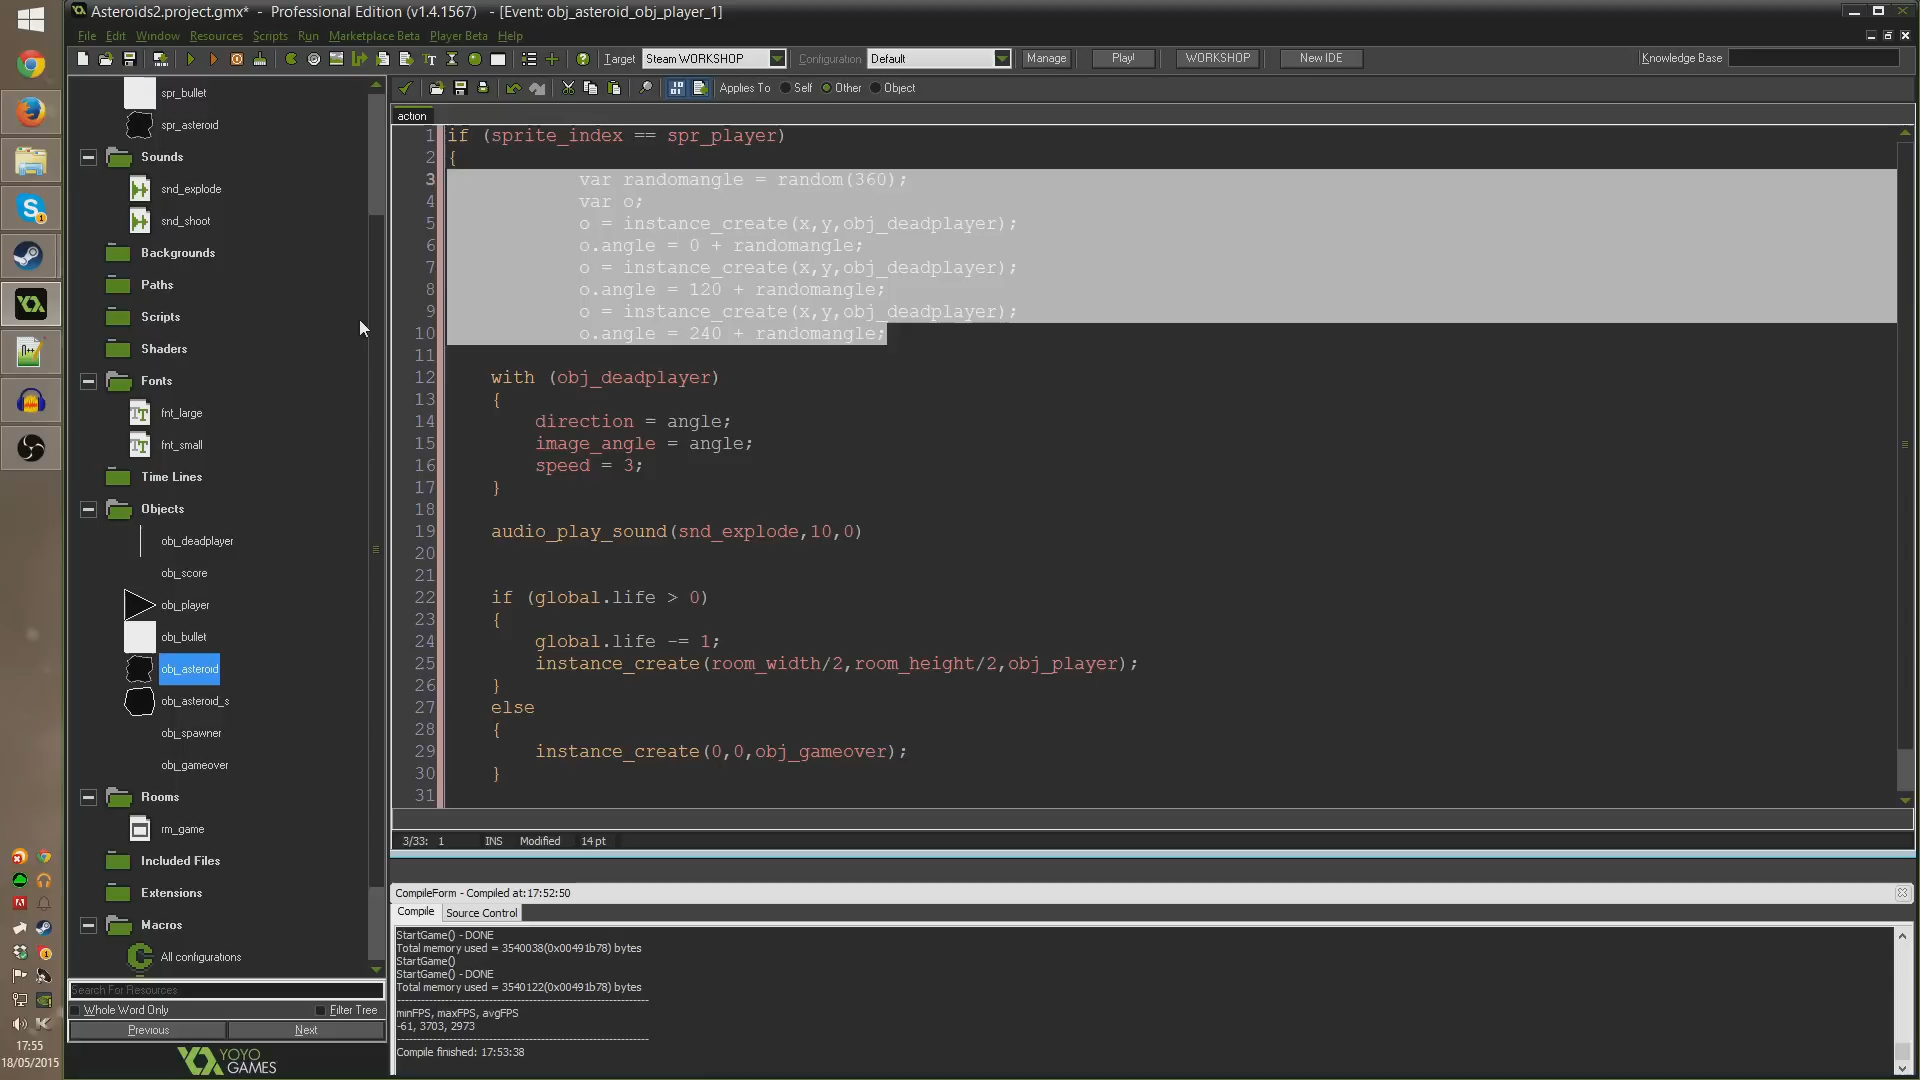 Asteroids2.project.gmx* - Professional Edition (v1.4.1567) - [Event: obj_asteroid_obj_player_1]
File Edit Window Resources Scripts Run Marketplace Beta Player Beta Help
Target Steam WORKSHOP Configuration Default Manage Play! WORKSHOP New IDE Knowledge Base
Applies To Self Other Object
action
spr_bullet
spr_asteroid
Sounds
snd_explode
snd_shoot
Backgrounds
Paths
Scripts
Shaders
Fonts
fnt_large
fnt_small
Time Lines
Objects
obj_deadplayer
obj_score
obj_player
obj_bullet
obj_asteroid
obj_asteroid_s
obj_spawner
obj_gameover
Rooms
rm_game
Included Files
Extensions
Macros
All configurations
Search For Resources
Whole Word Only Filter Tree
Previous Next
YOYO
GAMES
1 if (sprite_index == spr_player)
2 {
3 var randomangle = random(360);
4 var o;
5 o = instance_create(x,y,obj_deadplayer);
6 o.angle = 0 + randomangle;
7 o = instance_create(x,y,obj_deadplayer);
8 o.angle = 120 + randomangle;
9 o = instance_create(x,y,obj_deadplayer);
10 o.angle = 240 + randomangle;
11
12 with (obj_deadplayer)
13 {
14 direction = angle;
15 image_angle = angle;
16 speed = 3;
17 }
18
19 audio_play_sound(snd_explode,10,0)
20
21
22 if (global.life > 0)
23 {
24 global.life -= 1;
25 instance_create(room_width/2,room_height/2,obj_player);
26 }
27 else
28 {
29 instance_create(0,0,obj_gameover);
30 }
31
3/33: 1 INS Modified 14 pt
CompileForm - Compiled at:17:52:50
Compile Source Control
StartGame() - DONE
Total memory used = 3540038(0x00491b78) bytes
StartGame()
StartGame() - DONE
Total memory used = 3540122(0x00491b78) bytes
minFPS, maxFPS, avgFPS
-61, 3703, 2973
Compile finished: 17:53:38
17:55
18/05/2015